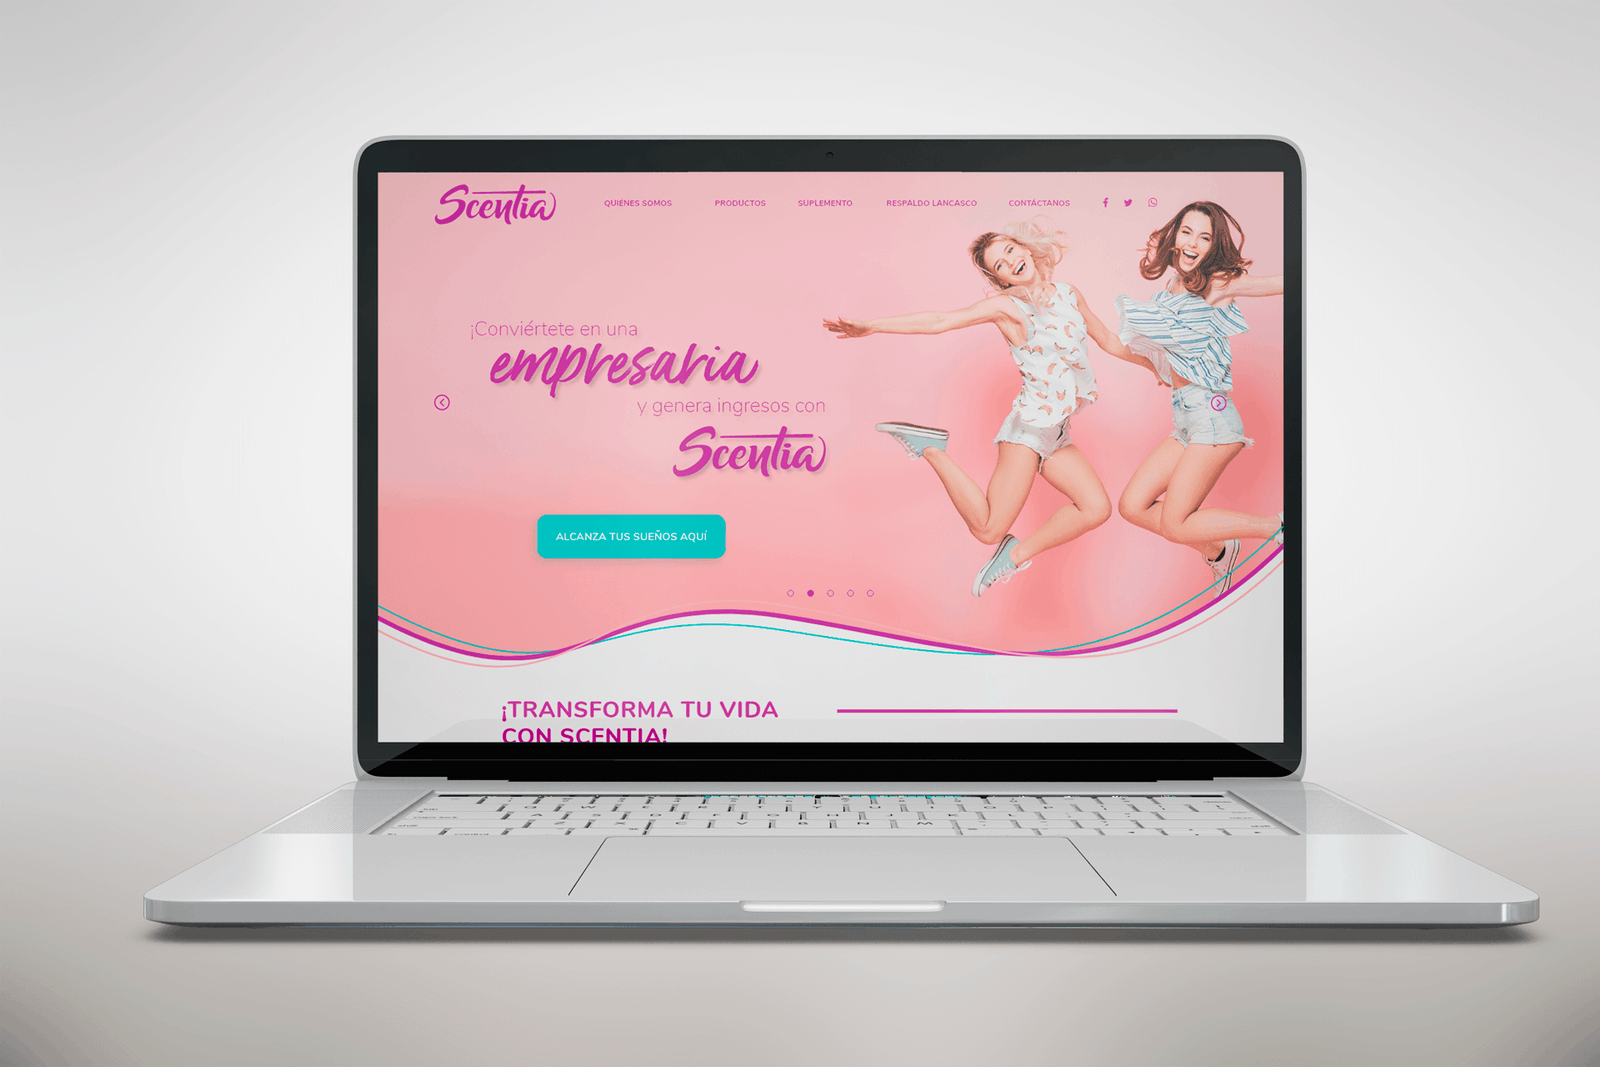 Scentia
QUIÉNES SOMOS
PRODUCTOS
SUPLEMENTO
RESPALDO LANCASCO
CONTÁCTANOS
¡Conviértete en una
empresaria
y genera ingresos con
Scentia
ALCANZA TUS SUEÑOS AQUÍ
¡TRANSFORMA TU VIDA
CON SCENTIA!